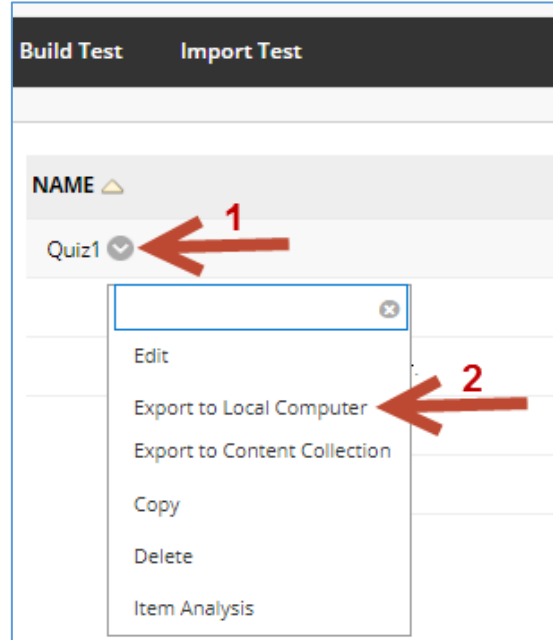 Build Test Import Test
NAME
1
Quiz1
Edit
2
Export to Local Computer
Export to Content Collection
Copy
Delete
Item Analysis